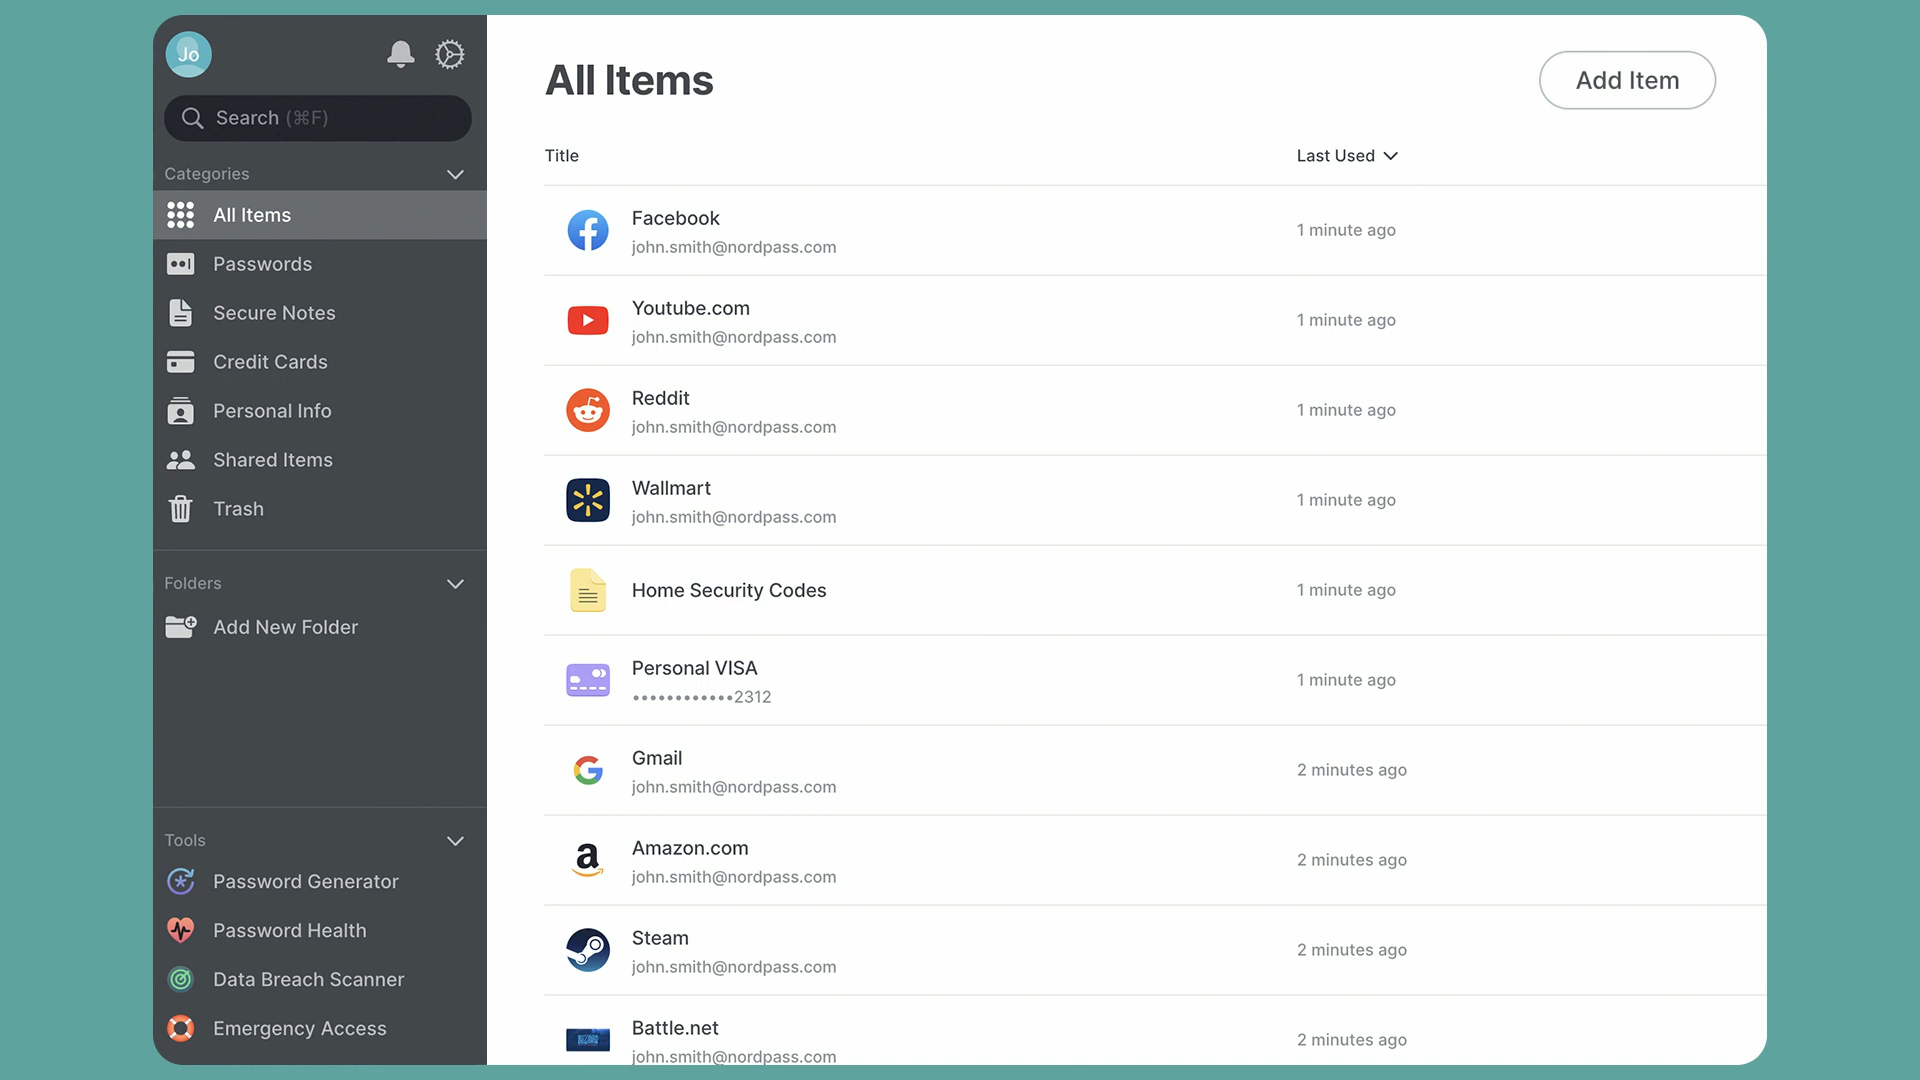 Jo
Search (⌘F)
Categories
All Items
Passwords
Secure Notes
Credit Cards
Personal Info
Shared Items
Trash
Folders
Add New Folder
Tools
Password Generator
Password Health
Data Breach Scanner
Emergency Access
All Items
Add Item
Title
Last Used
Facebook
john.smith@nordpass.com
1 minute ago
Youtube.com
john.smith@nordpass.com
1 minute ago
Reddit
john.smith@nordpass.com
1 minute ago
Wallmart
john.smith@nordpass.com
1 minute ago
Home Security Codes
1 minute ago
Personal VISA
••••••••••••2312
1 minute ago
Gmail
john.smith@nordpass.com
2 minutes ago
Amazon.com
john.smith@nordpass.com
2 minutes ago
Steam
john.smith@nordpass.com
2 minutes ago
Battle.net
john.smith@nordpass.com
2 minutes ago